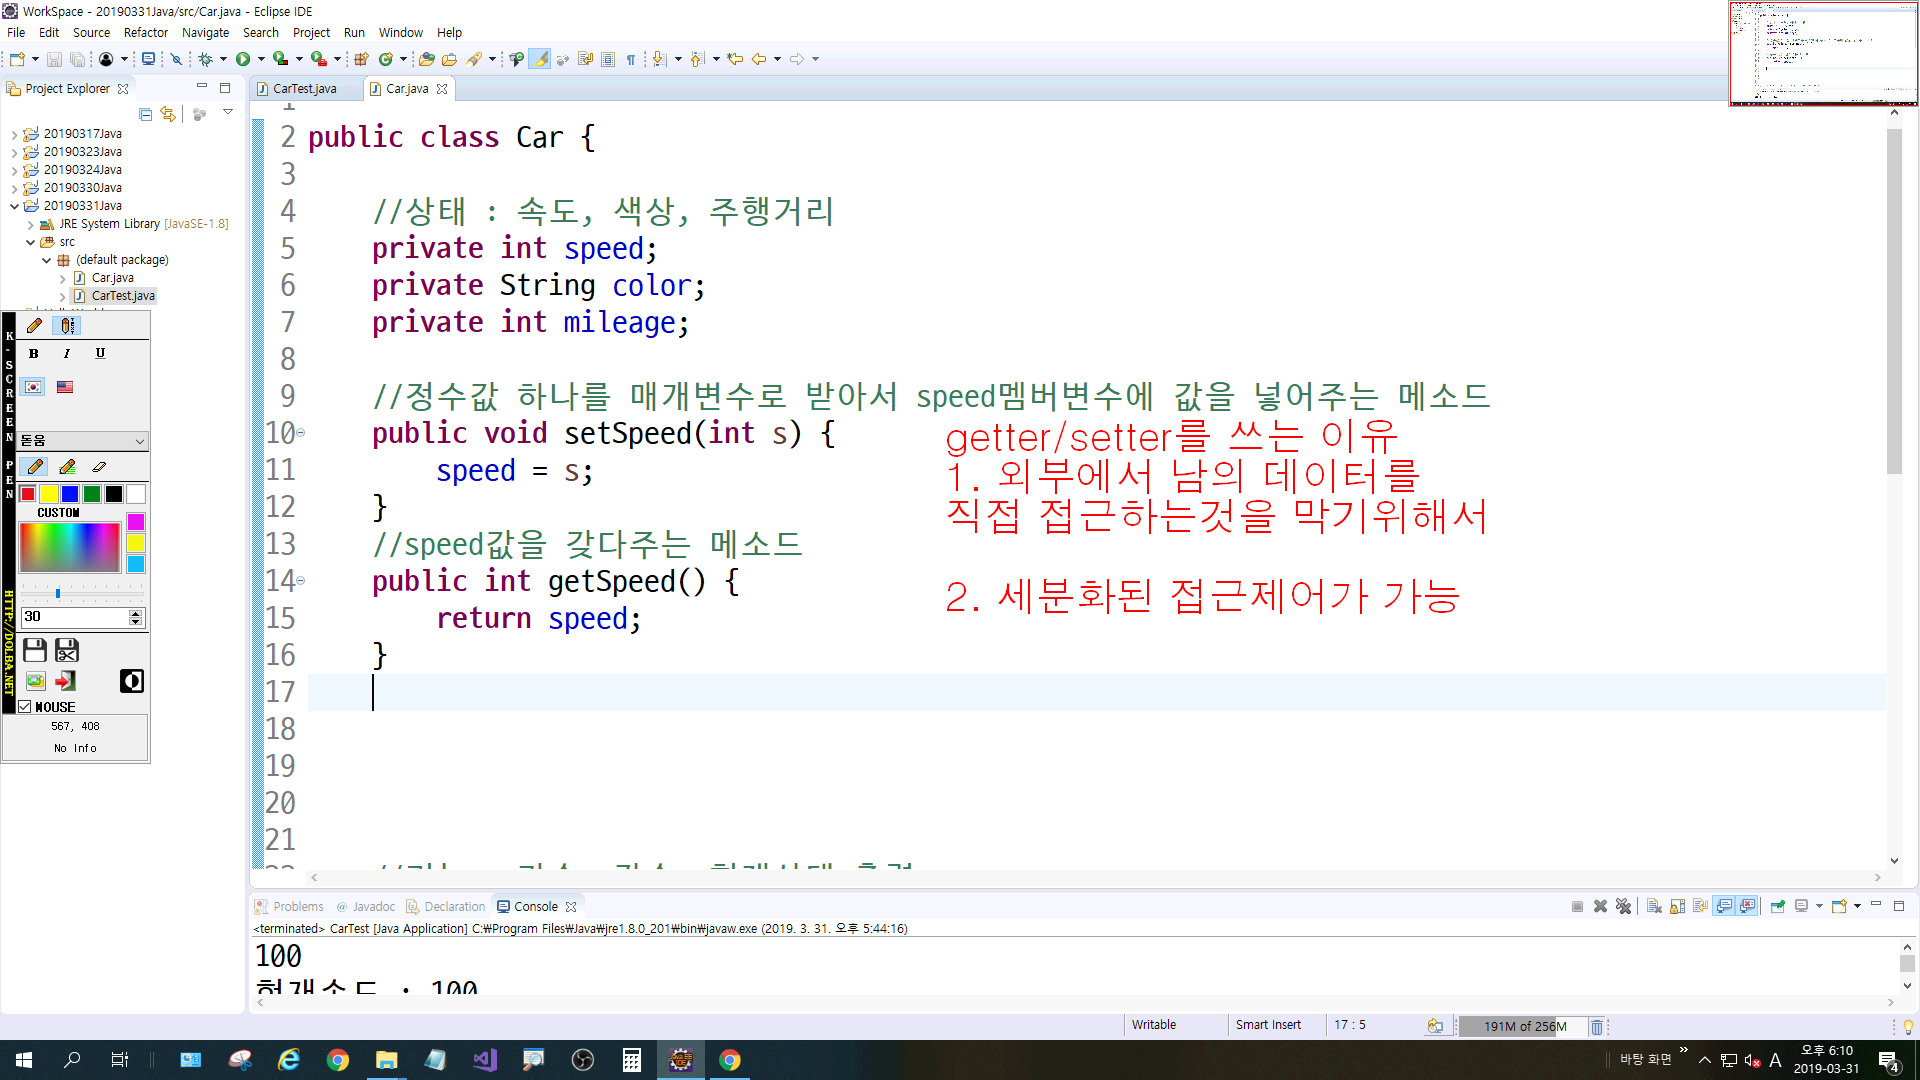 WorkSpace - 20190331Java/src/Car.java - Eclipse IDE
File Edit Source Refactor Navigate Search Project Run Window Help
Project Explorer
CarTest.java
Car.java
20190317Java
20190323Java
20190324Java
20190330Java
20190331Java
JRE System Library [JavaSE-1.8]
src
(default package)
Car.java
CarTest.java
K-SCREEN PEN
HTTP://DOLBA.NET
B I U
돋움
CUSTOM
30
MOUSE
567, 408
No Info
1
2 public class Car {
3
4 //상태 : 속도, 색상, 주행거리
5 private int speed;
6 private String color;
7 private int mileage;
8
9 //정수값 하나를 매개변수로 받아서 speed멤버변수에 값을 넣어주는 메소드
10 public void setSpeed(int s) {
11 speed = s;
12 }
13 //speed값을 갖다주는 메소드
14 public int getSpeed() {
15 return speed;
16 }
17
18
19
20
21
getter/setter를 쓰는 이유
1. 외부에서 남의 데이터를
직접 접근하는것을 막기위해서
2. 세분화된 접근제어가 가능
Problems @ Javadoc Declaration Console
<terminated> CarTest [Java Application] C:₩Program Files₩Java₩jre1.8.0_201₩bin₩javaw.exe (2019. 3. 31. 오후 5:44:16)
100
현재속도 : 100
Writable
Smart Insert
17 : 5
191M of 256M
바탕 화면
A
오후 6:10
2019-03-31
4